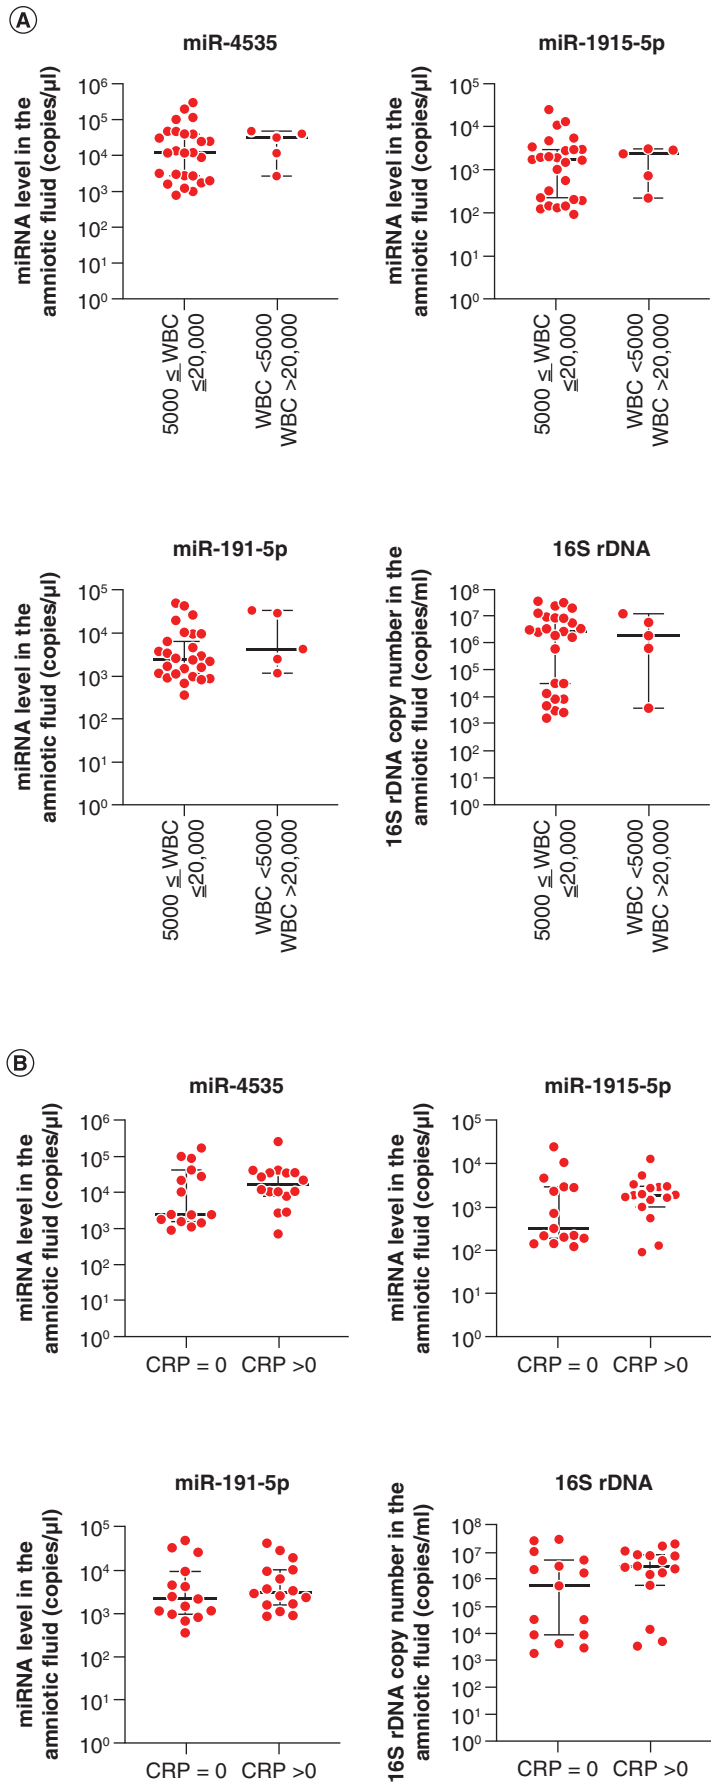 A
miR-4535
miRNA level in the
amniotic fluid (copies/µl)
10⁶
10⁵
10⁴
10³
10²
10¹
10⁰
5000 ≤ WBC
≤20,000
WBC <5000
WBC >20,000
miR-1915-5p
miRNA level in the
amniotic fluid (copies/µl)
10⁵
10⁴
10³
10²
10¹
10⁰
5000 ≤ WBC
≤20,000
WBC <5000
WBC >20,000
miR-191-5p
miRNA level in the
amniotic fluid (copies/µl)
10⁵
10⁴
10³
10²
10¹
10⁰
5000 ≤ WBC
≤20,000
WBC <5000
WBC >20,000
16S rDNA
16S rDNA copy number in the
amniotic fluid (copies/ml)
10⁸
10⁷
10⁶
10⁵
10⁴
10³
10²
10¹
10⁰
5000 ≤ WBC
≤20,000
WBC <5000
WBC >20,000
B
miR-4535
miRNA level in the
amniotic fluid (copies/µl)
10⁶
10⁵
10⁴
10³
10²
10¹
10⁰
CRP = 0 CRP >0
miR-1915-5p
miRNA level in the
amniotic fluid (copies/µl)
10⁵
10⁴
10³
10²
10¹
10⁰
CRP = 0 CRP >0
miR-191-5p
miRNA level in the
amniotic fluid (copies/µl)
10⁵
10⁴
10³
10²
10¹
10⁰
CRP = 0 CRP >0
16S rDNA
16S rDNA copy number in the
amniotic fluid (copies/ml)
10⁸
10⁷
10⁶
10⁵
10⁴
10³
10²
10¹
10⁰
CRP = 0 CRP >0